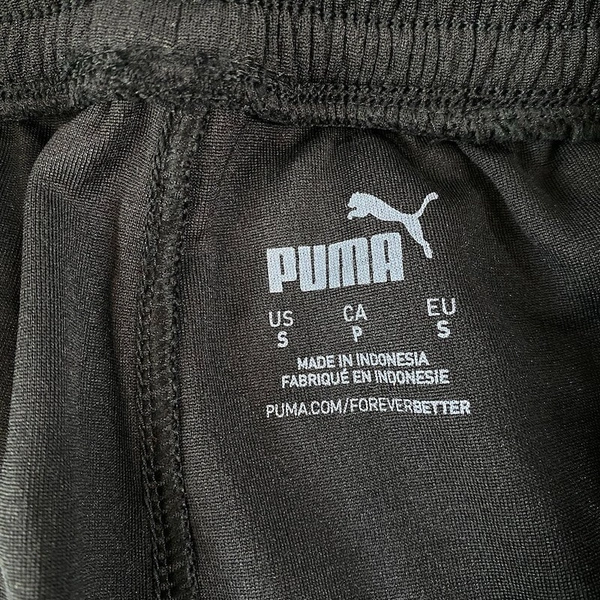 PUMA
US CA EU
S P S
MADE IN INDONESIA
FABRIQUÉ EN INDONESIE
PUMA.COM/FOREVERBETTER